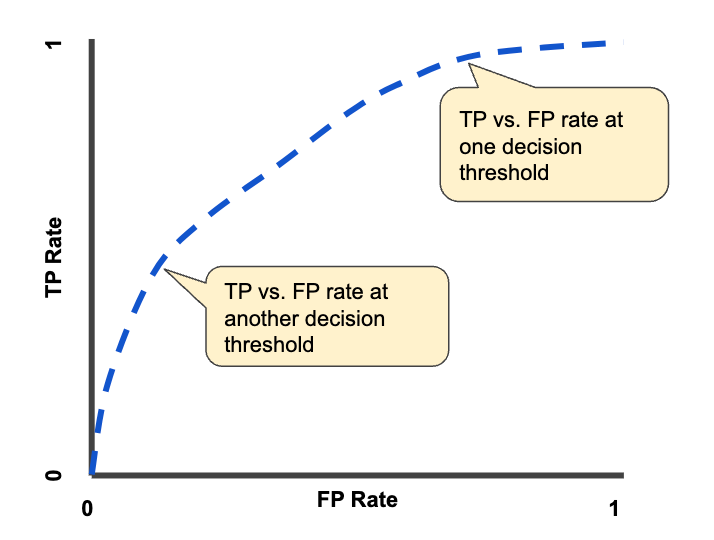 1
TP vs. FP rate at
one decision
threshold
TP Rate
TP vs. FP rate at
another decision
threshold
0
0
FP Rate
1